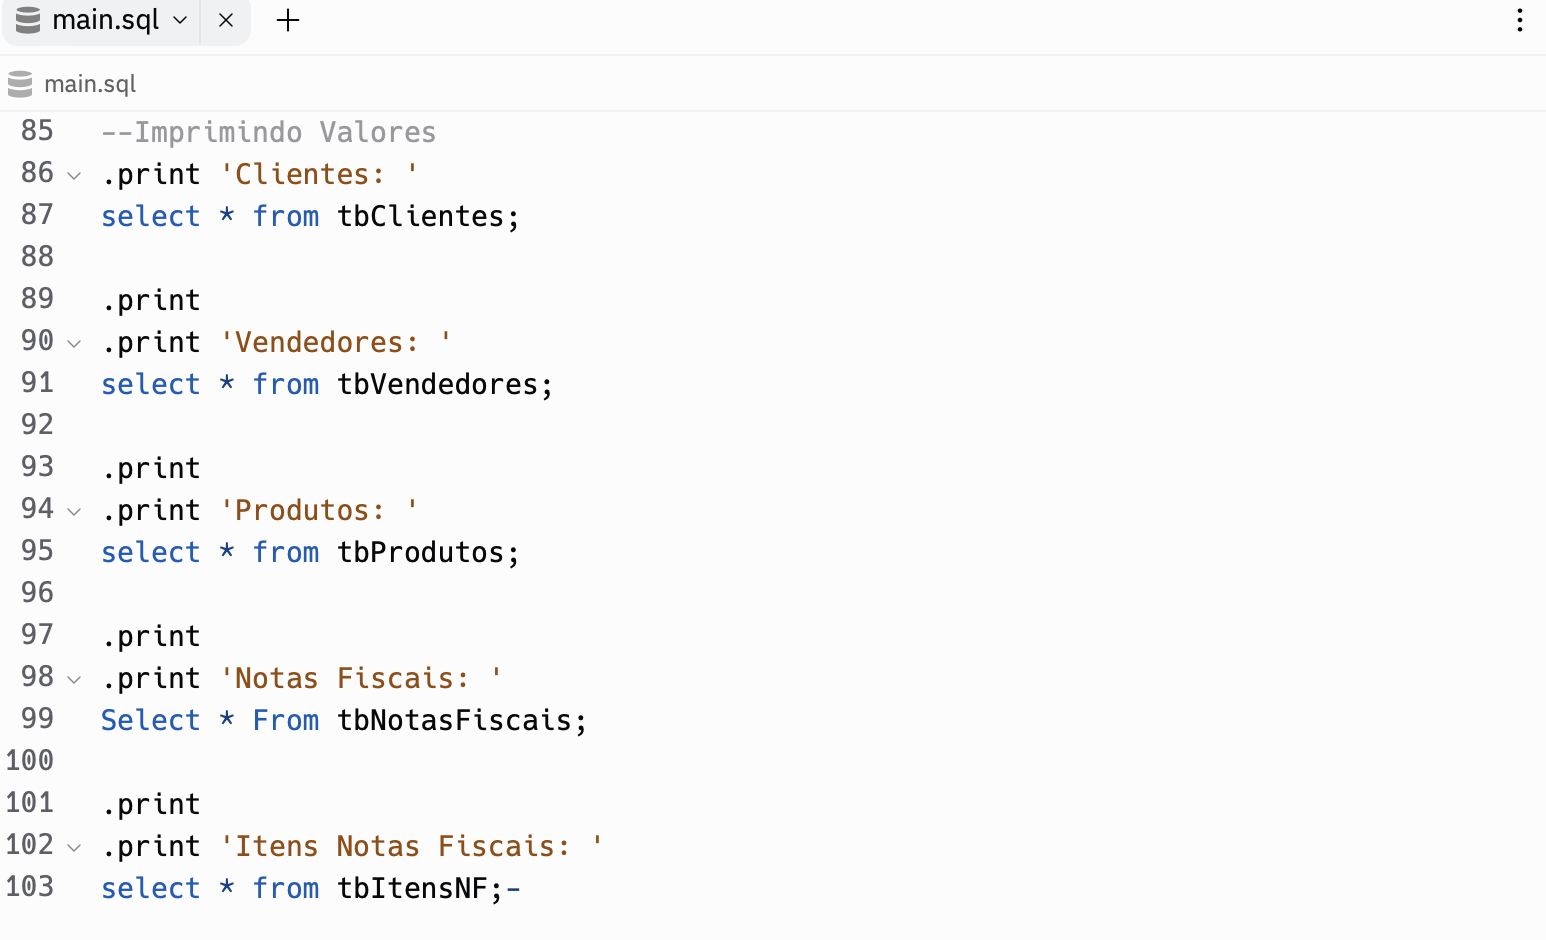 main.sql
main.sql
85 --Imprimindo Valores
86 .print 'Clientes: '
87 select * from tbClientes;
88
89 .print
90 .print 'Vendedores: '
91 select * from tbVendedores;
92
93 .print
94 .print 'Produtos: '
95 select * from tbProdutos;
96
97 .print
98 .print 'Notas Fiscais: '
99 Select * From tbNotasFiscais;
100
101 .print
102 .print 'Itens Notas Fiscais: '
103 select * from tbItensNF;-